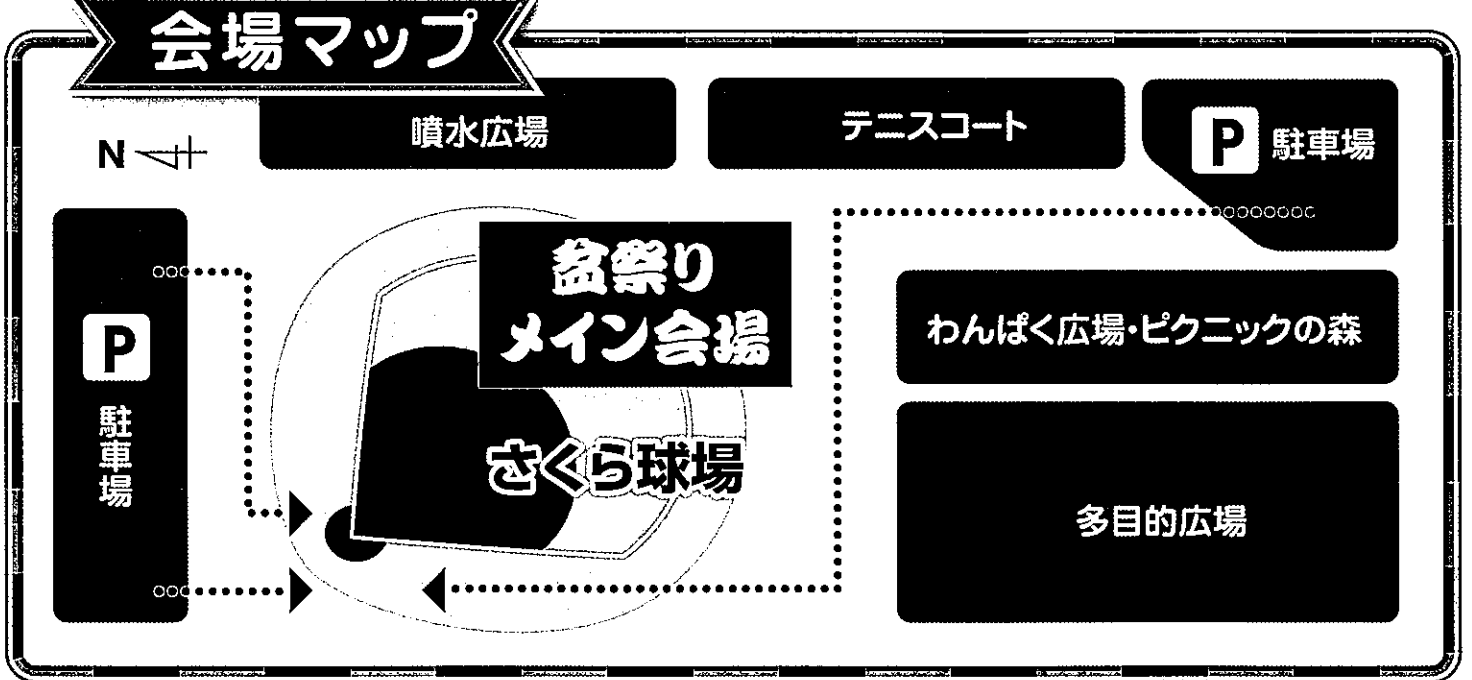 会場マップ
N
噴水広場
テニスコート
P 駐車場
盆祭り
メイン会場
わんぱく広場・ピクニックの森
P
駐車場
さくら球場
多目的広場